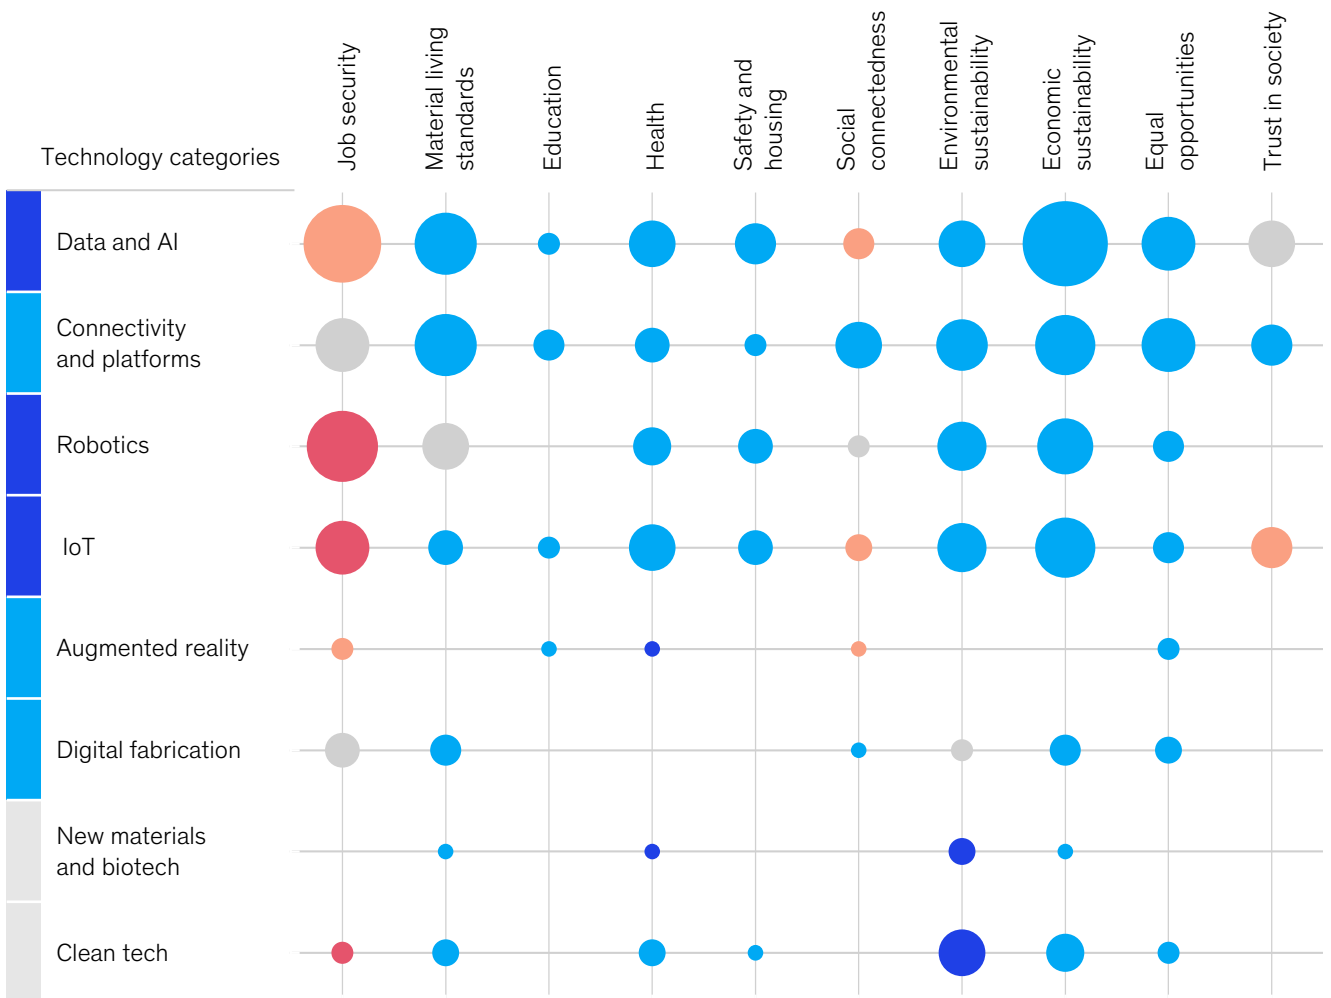 Job security
Material living
standards
Education
Health
Safety and
housing
Social
connectedness
Environmental
sustainability
Economic
sustainability
Equal
opportunities
Trust in society
Technology categories
Data and AI
Connectivity
and platforms
Robotics
IoT
Augmented reality
Digital fabrication
New materials
and biotech
Clean tech